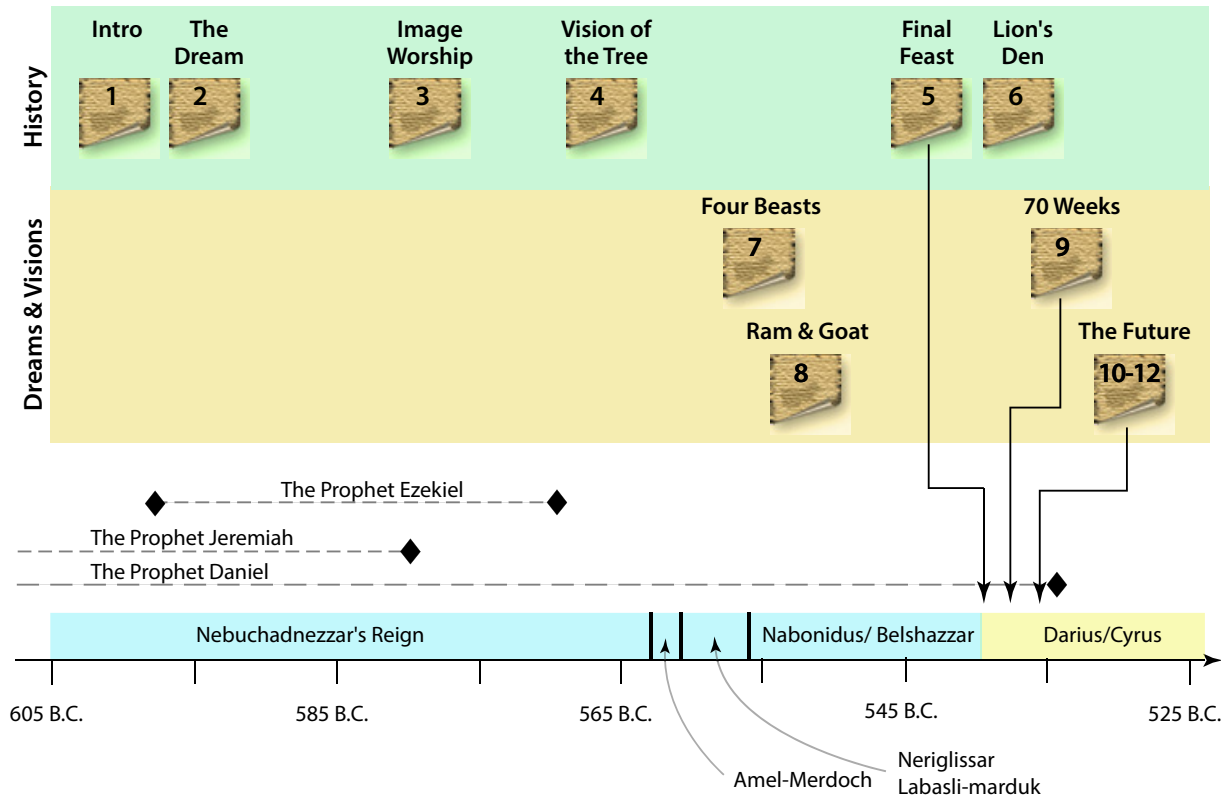 History
Intro
The
Dream
Image
Worship
Vision of
the Tree
Final
Feast
Lion's
Den
1
2
3
4
5
6
Dreams & Visions
Four Beasts
70 Weeks
7
9
Ram & Goat
The Future
8
10-12
The Prophet Ezekiel
The Prophet Jeremiah
The Prophet Daniel
Nebuchadnezzar's Reign
Nabonidus/ Belshazzar
Darius/Cyrus
605 B.C.
585 B.C.
565 B.C.
545 B.C.
525 B.C.
Amel-Merdoch
Neriglissar
Labasli-marduk